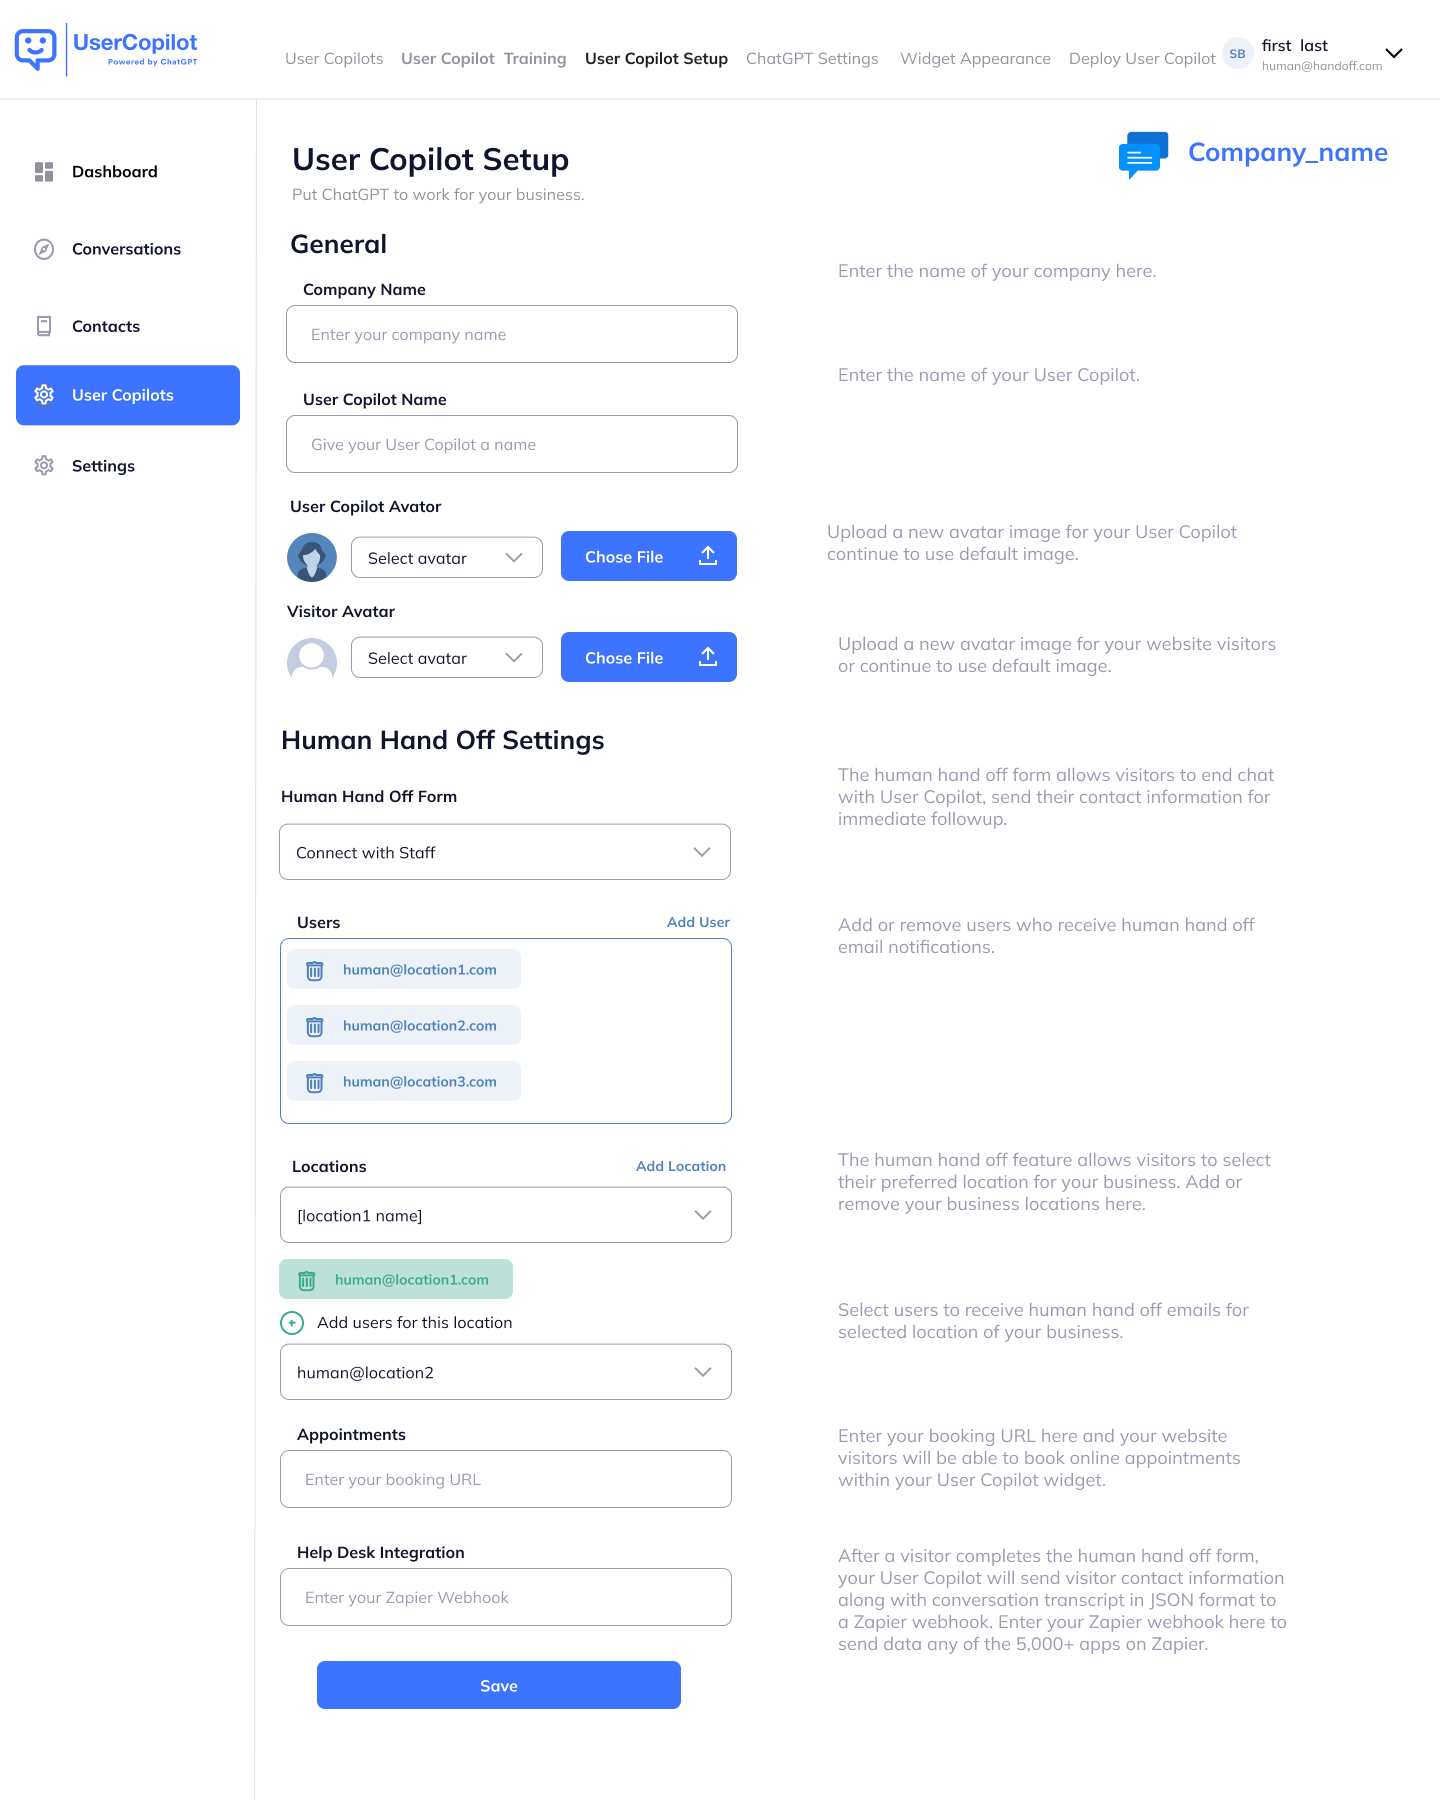 UserCopilot
Powered by ChatGPT
User Copilots User Copilot Training User Copilot Setup ChatGPT Settings Widget Appearance Deploy User Copilot
SB
first last
human@handoff.com
Dashboard
Conversations
Contacts
User Copilots
Settings
User Copilot Setup
Put ChatGPT to work for your business.
Company_name
General
Company Name
Enter your company name
Enter the name of your company here.
User Copilot Name
Give your User Copilot a name
Enter the name of your User Copilot.
User Copilot Avator
Select avatar
Chose File
Upload a new avatar image for your User Copilot
continue to use default image.
Visitor Avatar
Select avatar
Chose File
Upload a new avatar image for your website visitors
or continue to use default image.
Human Hand Off Settings
Human Hand Off Form
Connect with Staff
The human hand off form allows visitors to end chat
with User Copilot, send their contact information for
immediate followup.
Users
Add User
human@location1.com
human@location2.com
human@location3.com
Add or remove users who receive human hand off
email notifications.
Locations
Add Location
[location1 name]
The human hand off feature allows visitors to select
their preferred location for your business. Add or
remove your business locations here.
human@location1.com
Add users for this location
human@location2
Select users to receive human hand off emails for
selected location of your business.
Appointments
Enter your booking URL
Enter your booking URL here and your website
visitors will be able to book online appointments
within your User Copilot widget.
Help Desk Integration
Enter your Zapier Webhook
After a visitor completes the human hand off form,
your User Copilot will send visitor contact information
along with conversation transcript in JSON format to
a Zapier webhook. Enter your Zapier webhook here to
send data any of the 5,000+ apps on Zapier.
Save